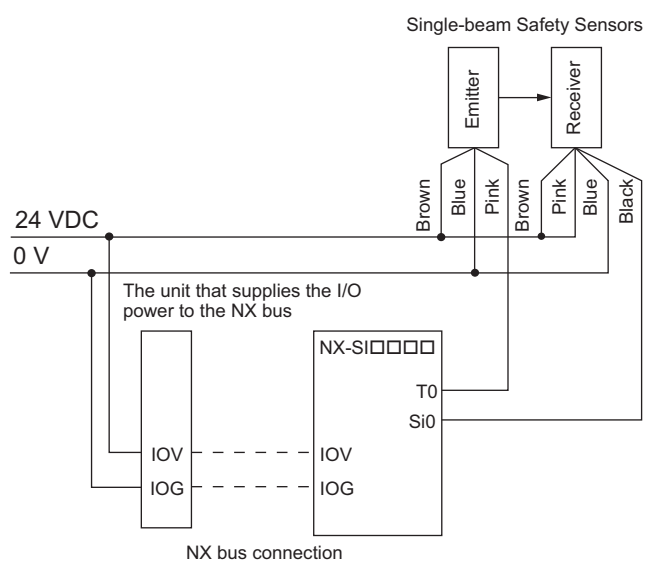 Single-beam Safety Sensors
Emitter
Receiver
Brown
Blue
Pink
Brown
Pink
Blue
Black
24 VDC
0 V
The unit that supplies the I/O
power to the NX bus
NX-SI□□□□
T0
Si0
IOV
IOV
IOG
IOG
NX bus connection